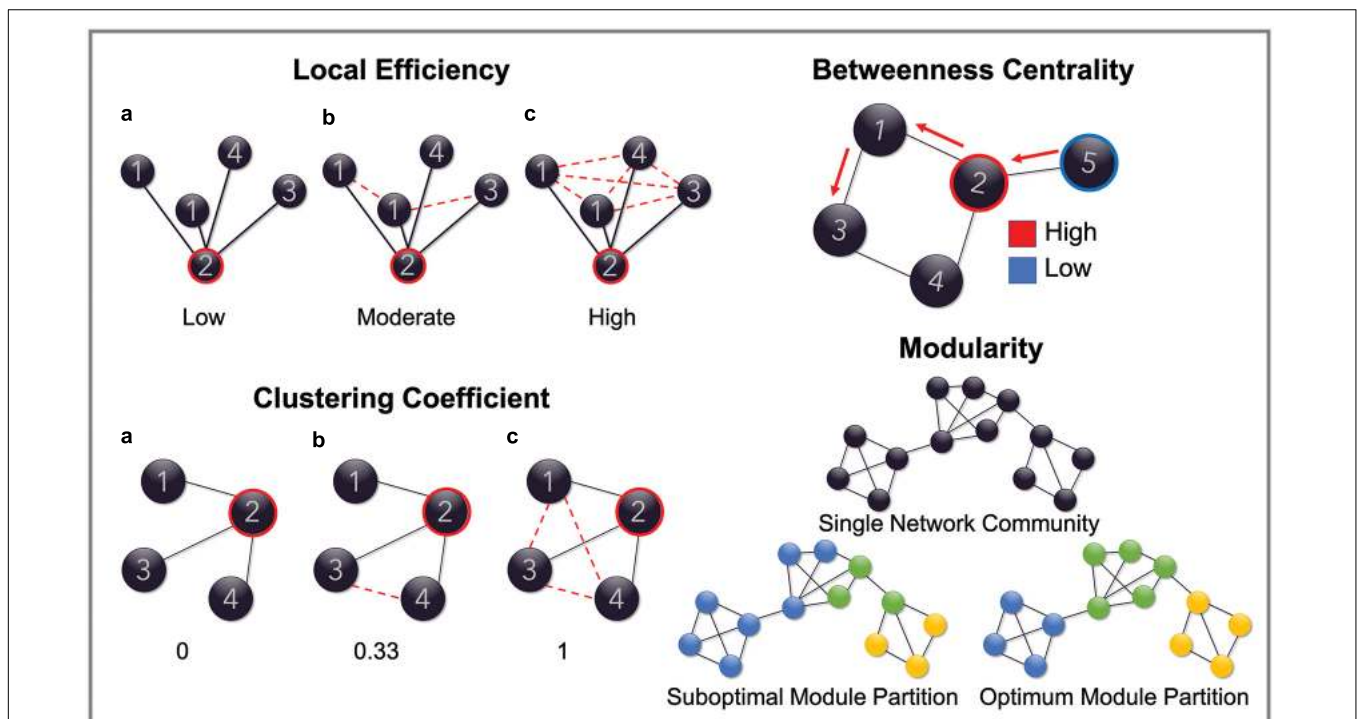 Local Efficiency
a
b
c
1
4
1
3
2
1
4
1
3
2
1
4
1
3
2
Low
Moderate
High
Betweenness Centrality
1
2
5
3
4
High
Low
Clustering Coefficient
a
b
c
1
2
3
4
1
2
3
4
1
2
3
4
0
0.33
1
Modularity
Single Network Community
Suboptimal Module Partition
Optimum Module Partition